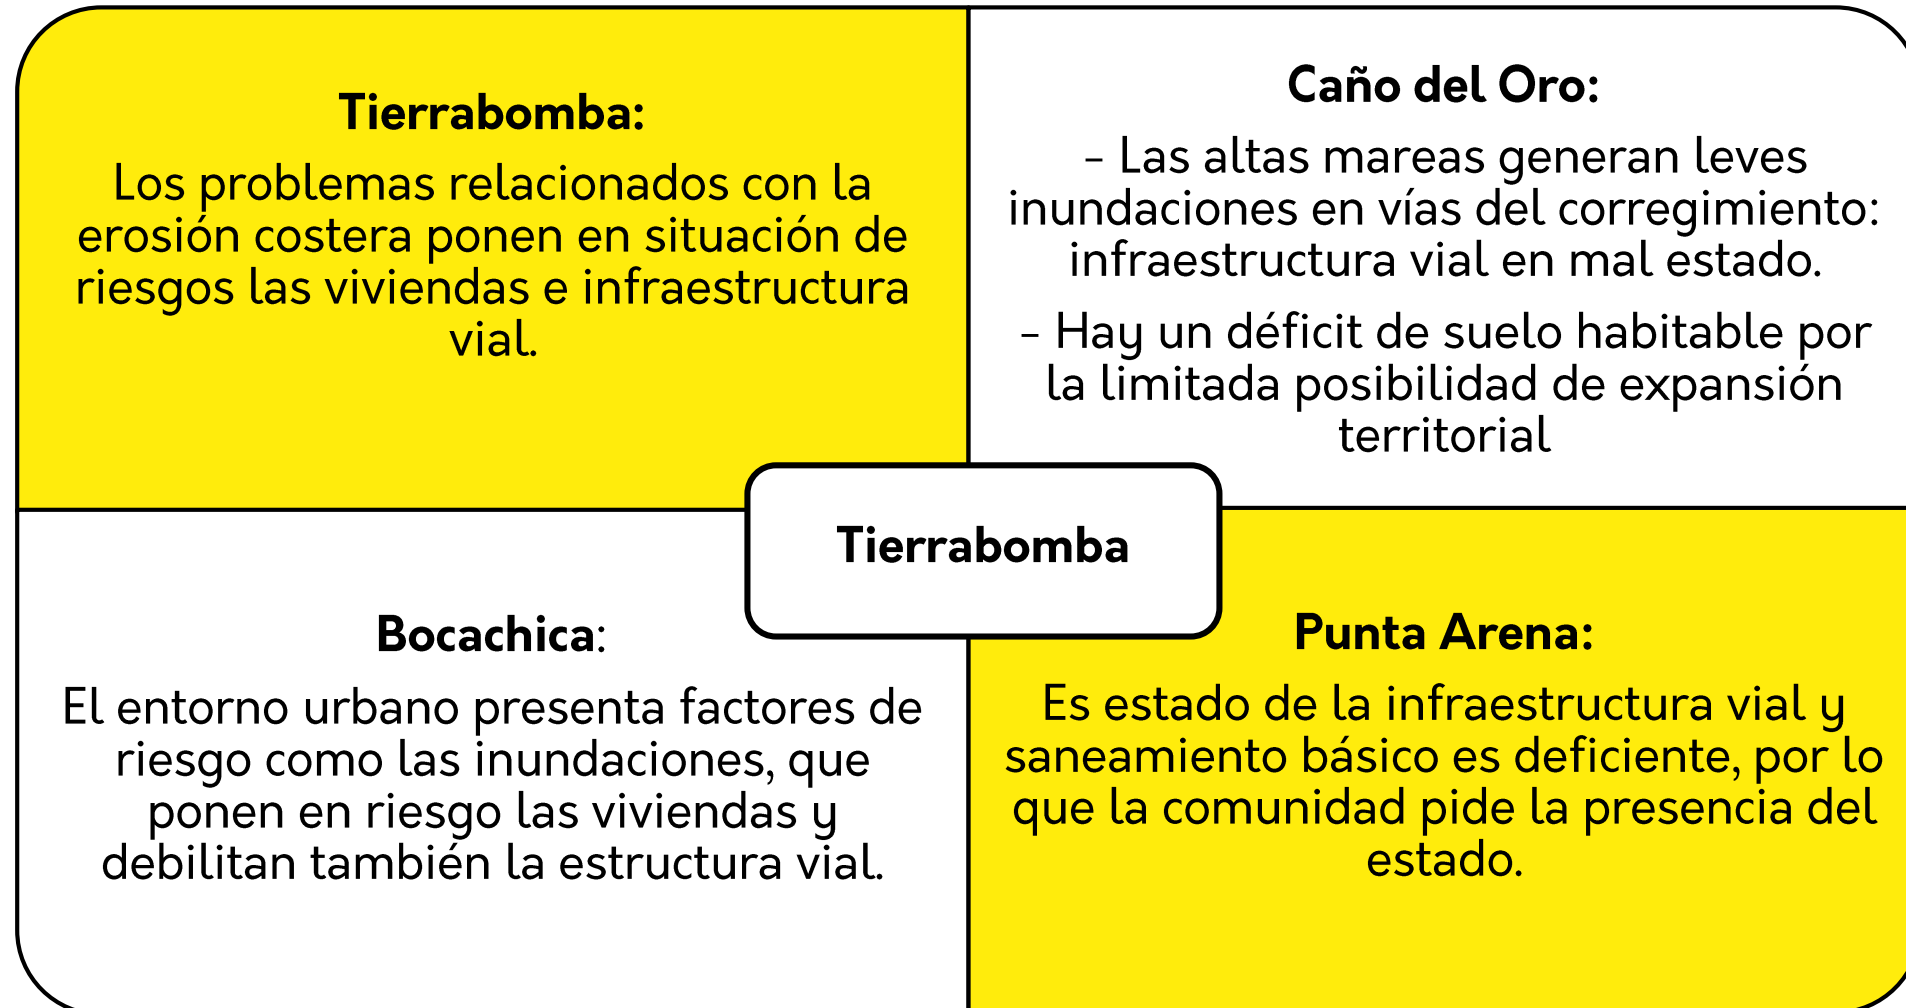 Tierrabomba:
Los problemas relacionados con la
erosión costera ponen en situación de
riesgos las viviendas e infraestructura
vial.
Caño del Oro:
- Las altas mareas generan leves
inundaciones en vías del corregimiento:
infraestructura vial en mal estado.
- Hay un déficit de suelo habitable por
la limitada posibilidad de expansión
territorial
Tierrabomba
Bocachica:
El entorno urbano presenta factores de
riesgo como las inundaciones, que
ponen en riesgo las viviendas y
debilitan también la estructura vial.
Punta Arena:
Es estado de la infraestructura vial y
saneamiento básico es deficiente, por lo
que la comunidad pide la presencia del
estado.